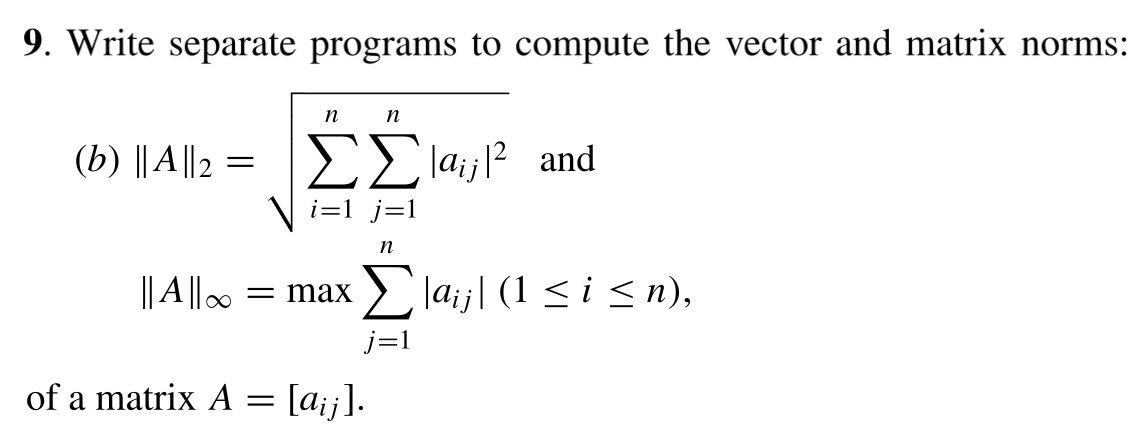 9. Write separate programs to compute the vector and matrix norms:
(b) ‖A‖₂ = √(∑ᵢ₌₁ⁿ ∑ⱼ₌₁ⁿ |aᵢⱼ|²) and
‖A‖∞ = max ∑ⱼ₌₁ⁿ |aᵢⱼ| (1 ≤ i ≤ n),
of a matrix A = [aᵢⱼ].